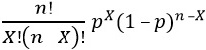 n!
X!(n X)! p^X(1 − p)^{n−X}